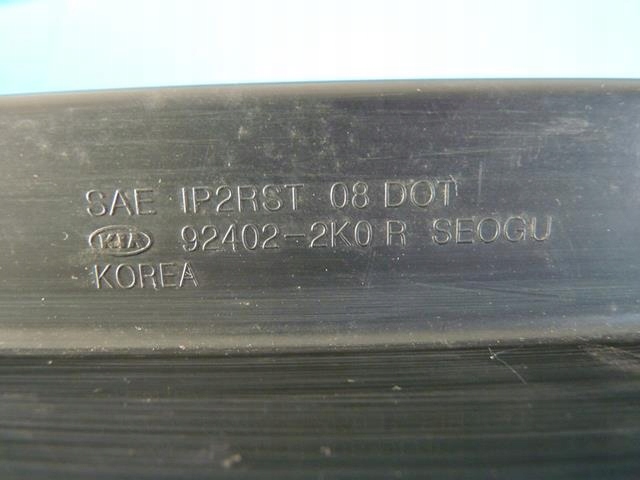 SAE IP2RST 08 DOT
KIA 92402-2K0 R SEOGU
KOREA